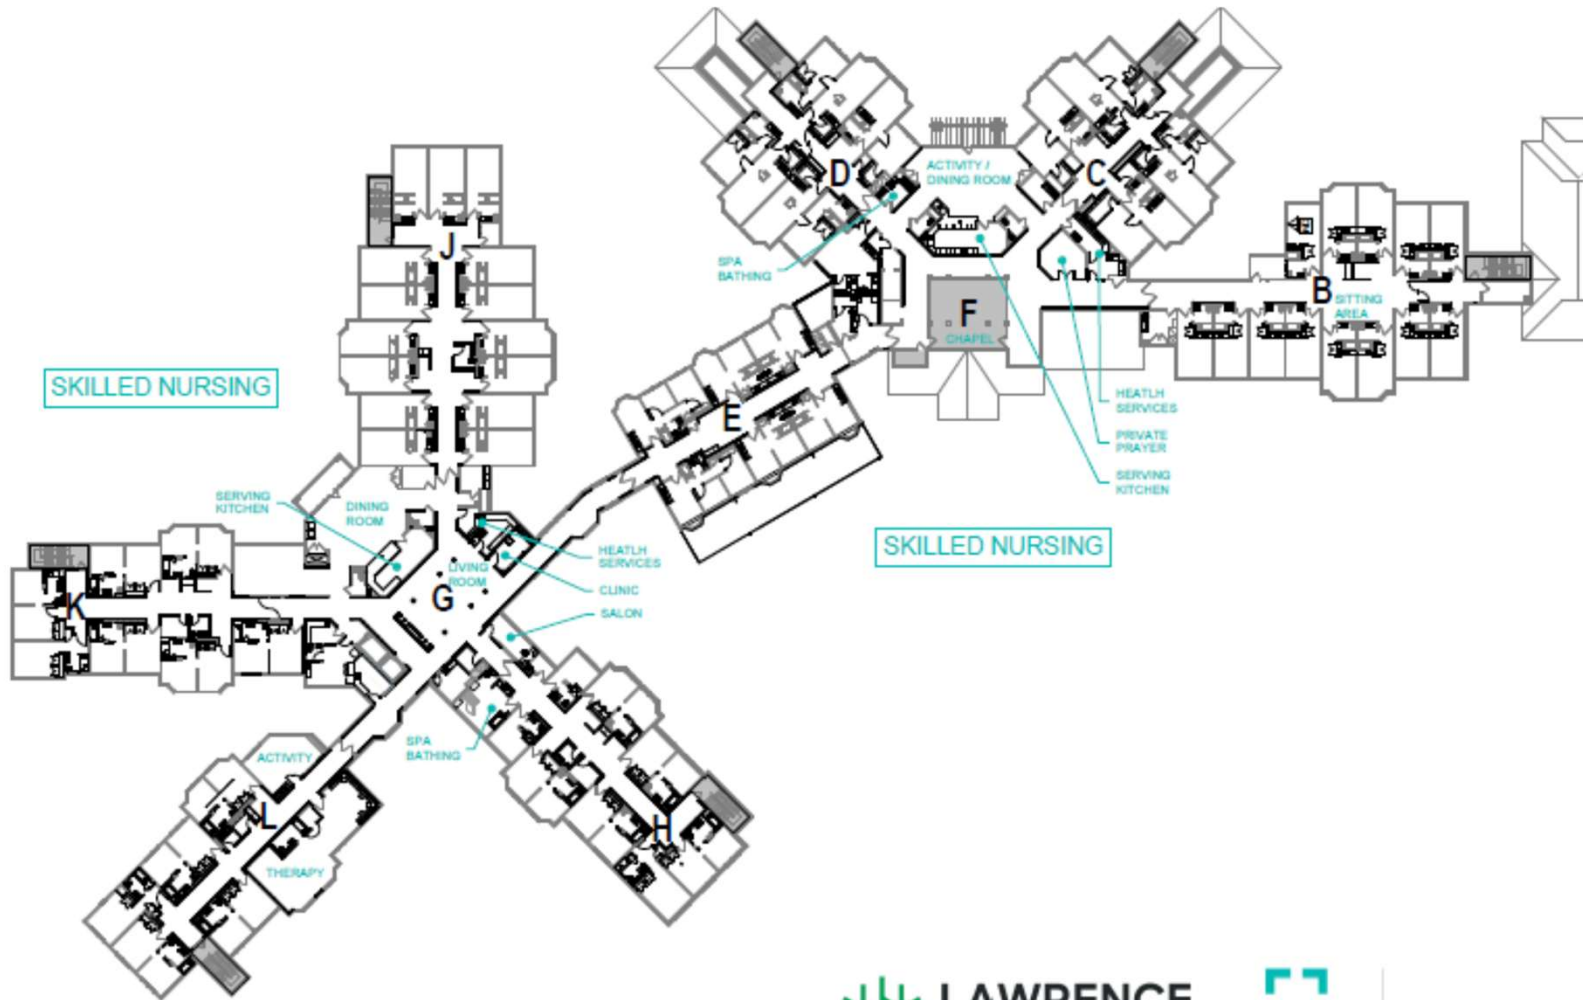 D
C
ACTIVITY /
DINING ROOM
J
SPA
BATHING
B
SITTING
AREA
F
CHAPEL
SKILLED NURSING
E
HEATLH
SERVICES
PRIVATE
PRAYER
SERVING
KITCHEN
SERVING
KITCHEN
DINING
ROOM
SKILLED NURSING
HEATLH
SERVICES
LIVING
ROOM
CLINIC
K
G
SALON
SPA
BATHING
ACTIVITY
L
H
THERAPY
LAWRENCE